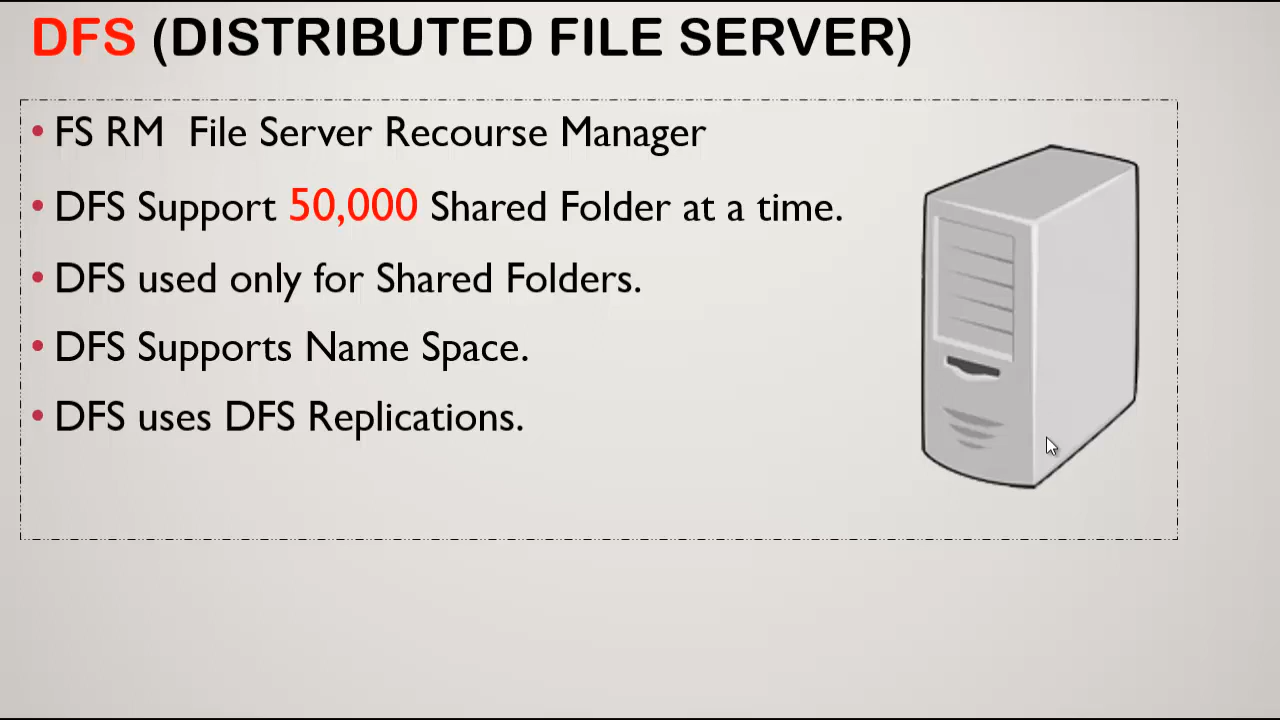 DFS (DISTRIBUTED FILE SERVER)
• FS RM File Server Recourse Manager
• DFS Support 50,000 Shared Folder at a time.
• DFS used only for Shared Folders.
• DFS Supports Name Space.
• DFS uses DFS Replications.